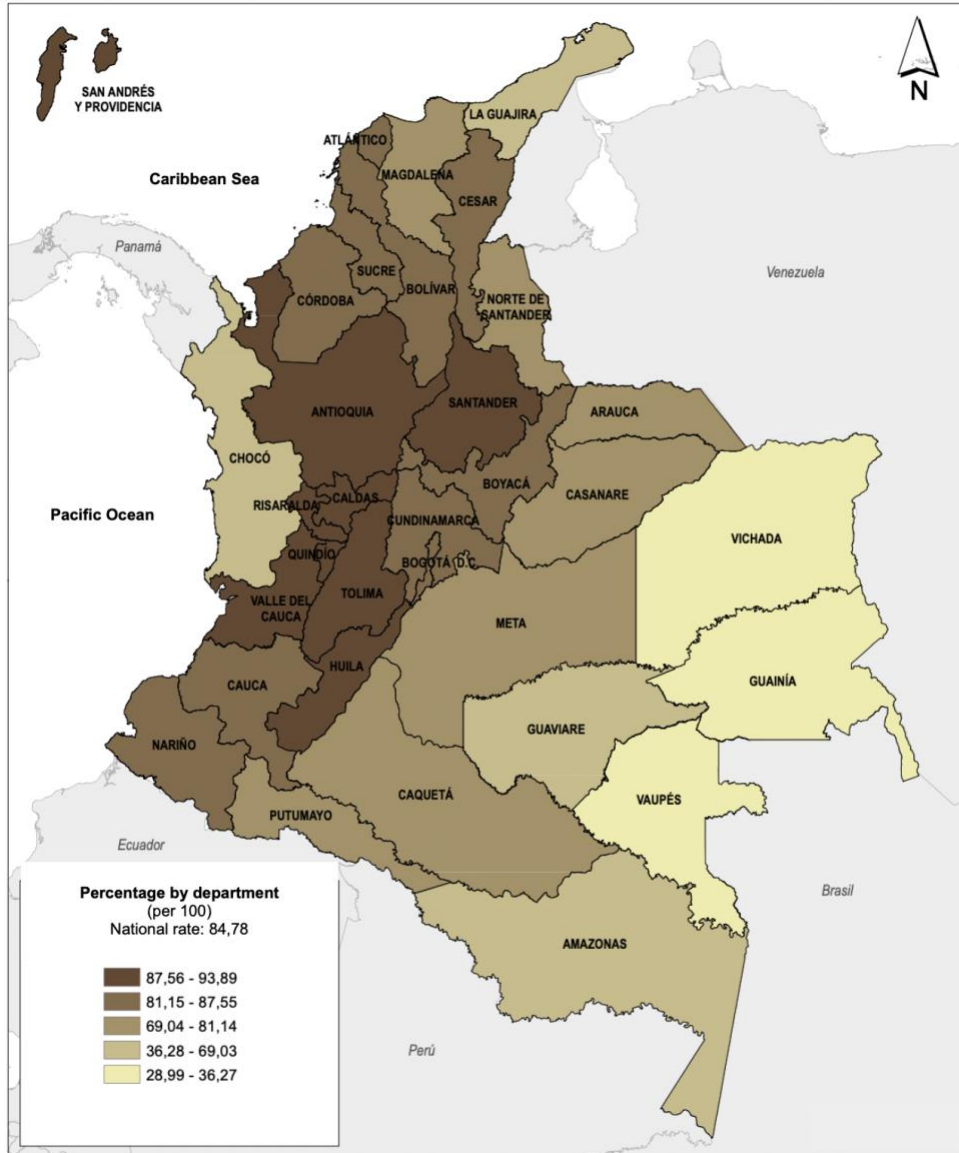 SAN ANDRÉS
Y PROVIDENCIA
N
LA GUAJIRA
ATLÁNTICO
MAGDALENA
Caribbean Sea
CESAR
Panamá
SUCRE
BOLÍVAR
CÓRDOBA
NORTE DE
SANTANDER
Venezuela
ANTIOQUIA
SANTANDER
ARAUCA
CHOCÓ
BOYACÁ
CASANARE
RISARALDA
CALDAS
Pacific Ocean
CUNDINAMARCA
VICHADA
QUINDÍO
BOGOTÁ D.C.
TOLIMA
VALLE DEL
CAUCA
META
HUILA
GUAINÍA
CAUCA
GUAVIARE
NARIÑO
CAQUETÁ
VAUPÉS
PUTUMAYO
Ecuador
Brasil
AMAZONAS
Perú
Percentage by department
(per 100)
National rate: 84,78
87,56 - 93,89
81,15 - 87,55
69,04 - 81,14
36,28 - 69,03
28,99 - 36,27